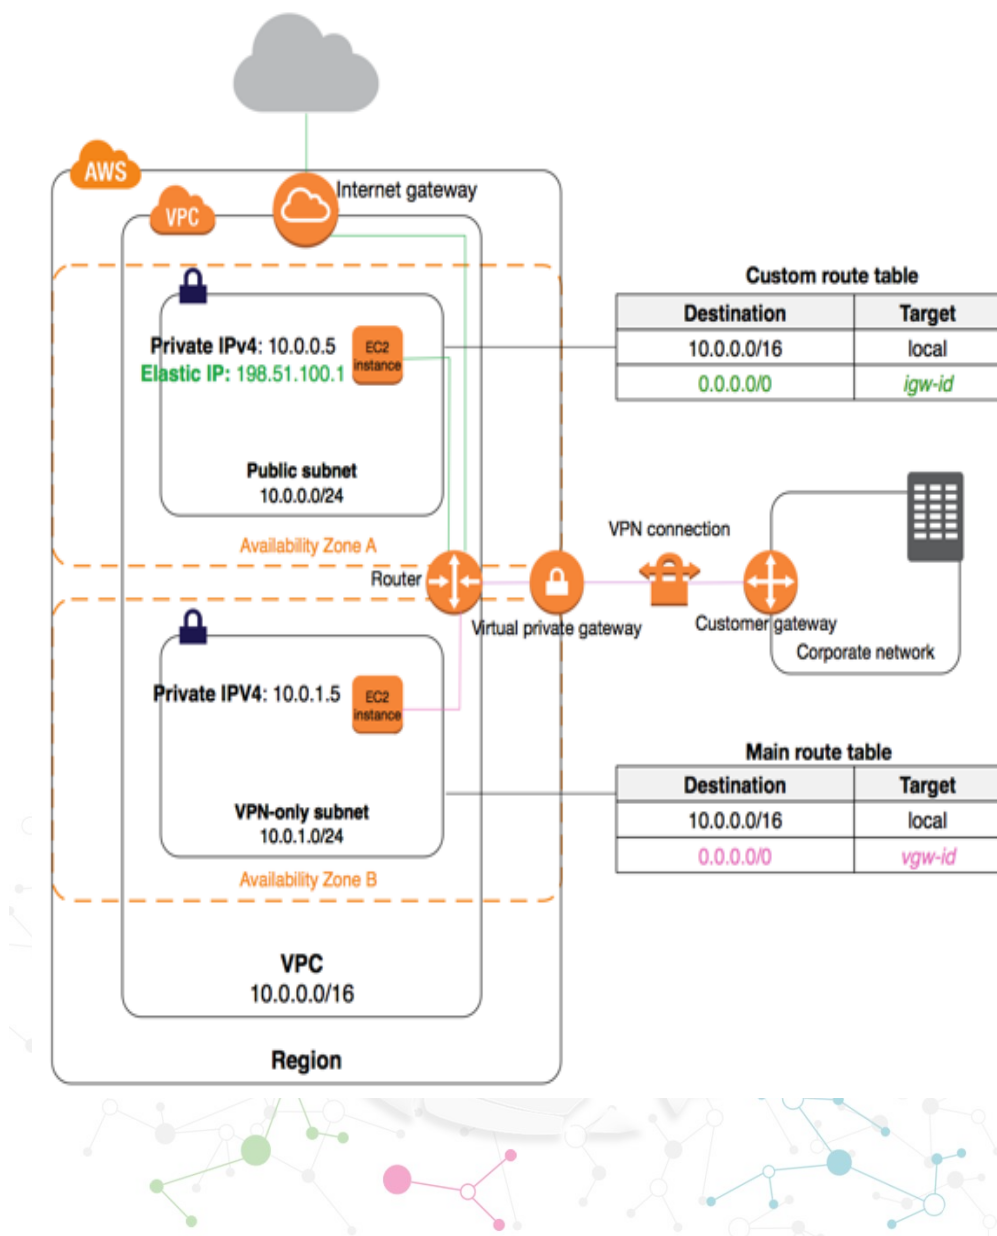 AWS
Internet gateway
VPC
Private IPv4: 10.0.0.5
Elastic IP: 198.51.100.1
EC2
instance
Public subnet
10.0.0.0/24
Availability Zone A
Custom route table
Destination Target
10.0.0.0/16 local
0.0.0.0/0 igw-id
Router
Virtual private gateway
VPN connection
Customer gateway
Corporate network
Private IPV4: 10.0.1.5
EC2
instance
VPN-only subnet
10.0.1.0/24
Availability Zone B
Main route table
Destination Target
10.0.0.0/16 local
0.0.0.0/0 vgw-id
VPC
10.0.0.0/16
Region